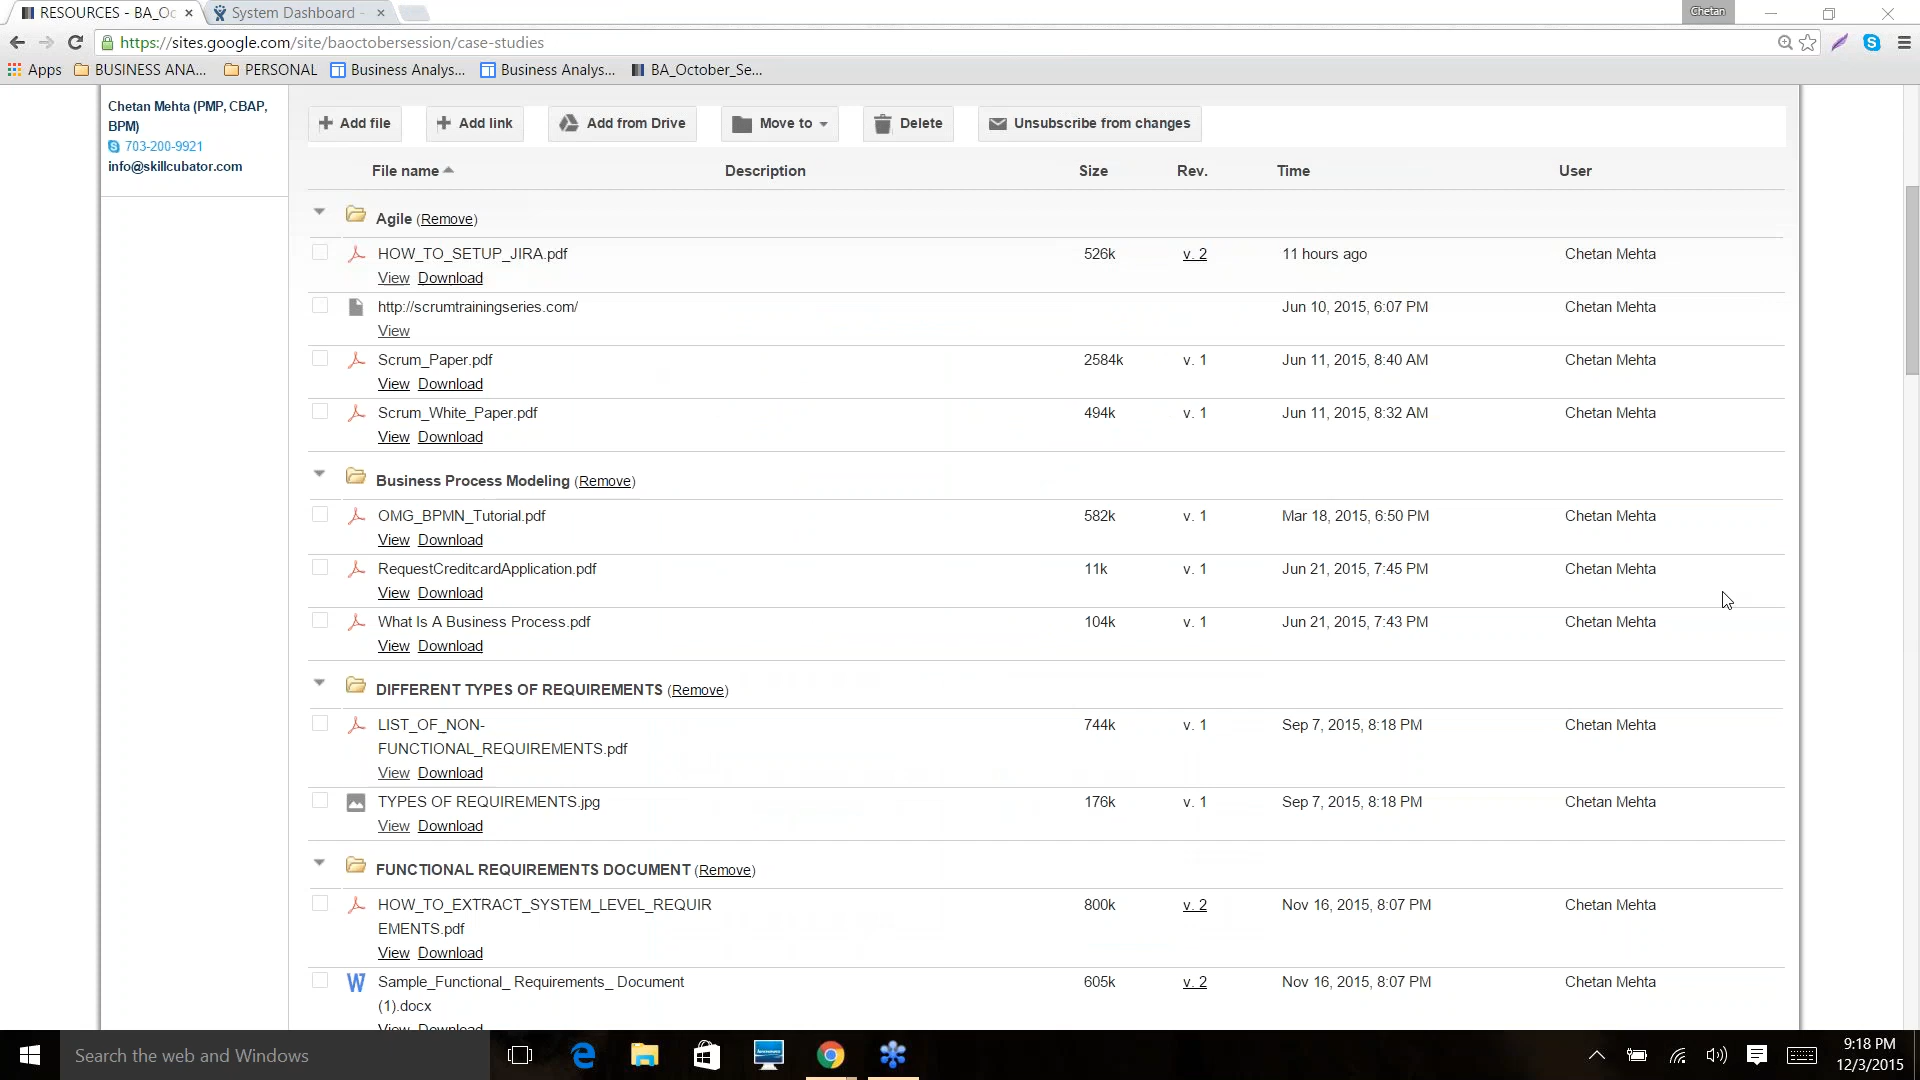 RESOURCES - BA_Oc
System Dashboard -
Chetan
https://sites.google.com/site/baoctobersession/case-studies
Apps
BUSINESS ANA...
PERSONAL
Business Analys...
Business Analys...
BA_October_Se...
Chetan Mehta (PMP, CBAP,
BPM)
703-200-9921
info@skillcubator.com
Add file
Add link
Add from Drive
Move to
Delete
Unsubscribe from changes
File name Description Size Rev. Time User
Agile (Remove)
HOW_TO_SETUP_JIRA.pdf 526k v. 2 11 hours ago Chetan Mehta
View Download
http://scrumtrainingseries.com/ Jun 10, 2015, 6:07 PM Chetan Mehta
View
Scrum_Paper.pdf 2584k v. 1 Jun 11, 2015, 8:40 AM Chetan Mehta
View Download
Scrum_White_Paper.pdf 494k v. 1 Jun 11, 2015, 8:32 AM Chetan Mehta
View Download
Business Process Modeling (Remove)
OMG_BPMN_Tutorial.pdf 582k v. 1 Mar 18, 2015, 6:50 PM Chetan Mehta
View Download
RequestCreditcardApplication.pdf 11k v. 1 Jun 21, 2015, 7:45 PM Chetan Mehta
View Download
What Is A Business Process.pdf 104k v. 1 Jun 21, 2015, 7:43 PM Chetan Mehta
View Download
DIFFERENT TYPES OF REQUIREMENTS (Remove)
LIST_OF_NON- 744k v. 1 Sep 7, 2015, 8:18 PM Chetan Mehta
FUNCTIONAL_REQUIREMENTS.pdf
View Download
TYPES OF REQUIREMENTS.jpg 176k v. 1 Sep 7, 2015, 8:18 PM Chetan Mehta
View Download
FUNCTIONAL REQUIREMENTS DOCUMENT (Remove)
HOW_TO_EXTRACT_SYSTEM_LEVEL_REQUIR 800k v. 2 Nov 16, 2015, 8:07 PM Chetan Mehta
EMENTS.pdf
View Download
Sample_Functional_ Requirements_ Document 605k v. 2 Nov 16, 2015, 8:07 PM Chetan Mehta
(1).docx
View Download
Search the web and Windows
9:18 PM
12/3/2015